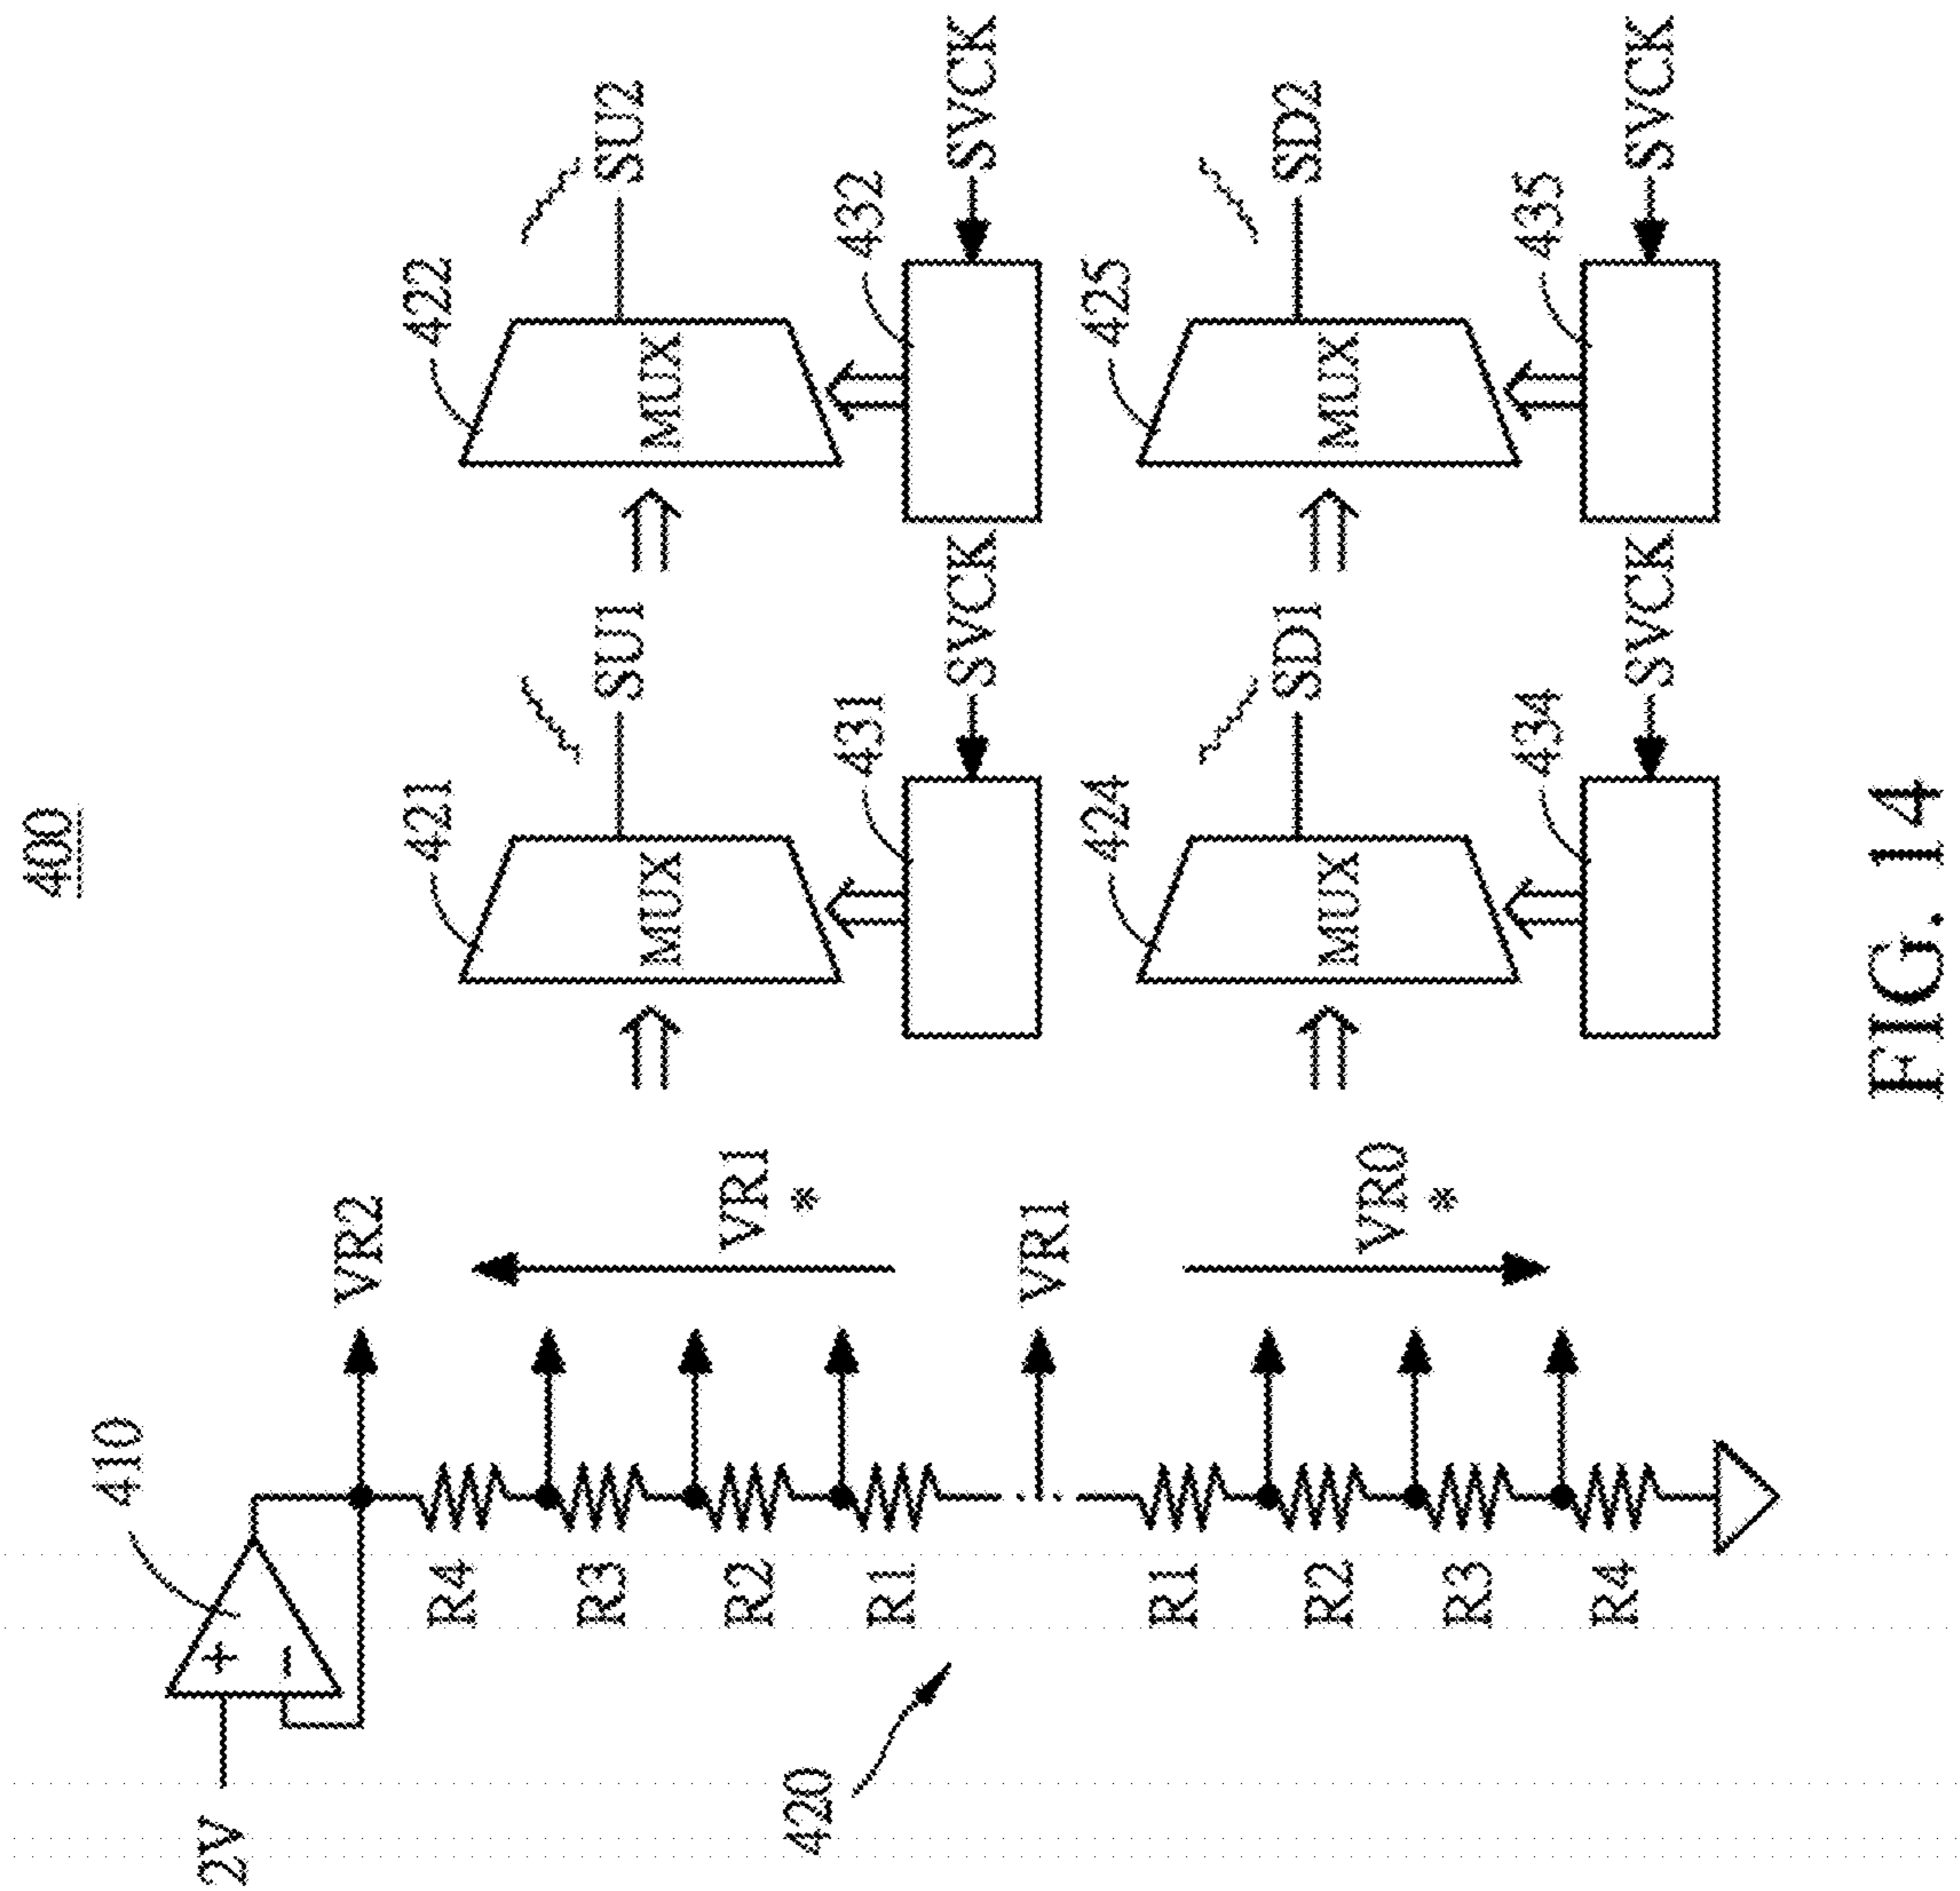 400
410
2V
+
-
VR2
R4
R3
R2
R1
VR1
*
VR1
R1
R2
R3
R4
VR0
*
420
421
MUX
SU1
431
SVCK
422
MUX
SU2
432
SVCK
424
MUX
SD1
434
SVCK
425
MUX
SD2
435
SVCK
FIG. 14